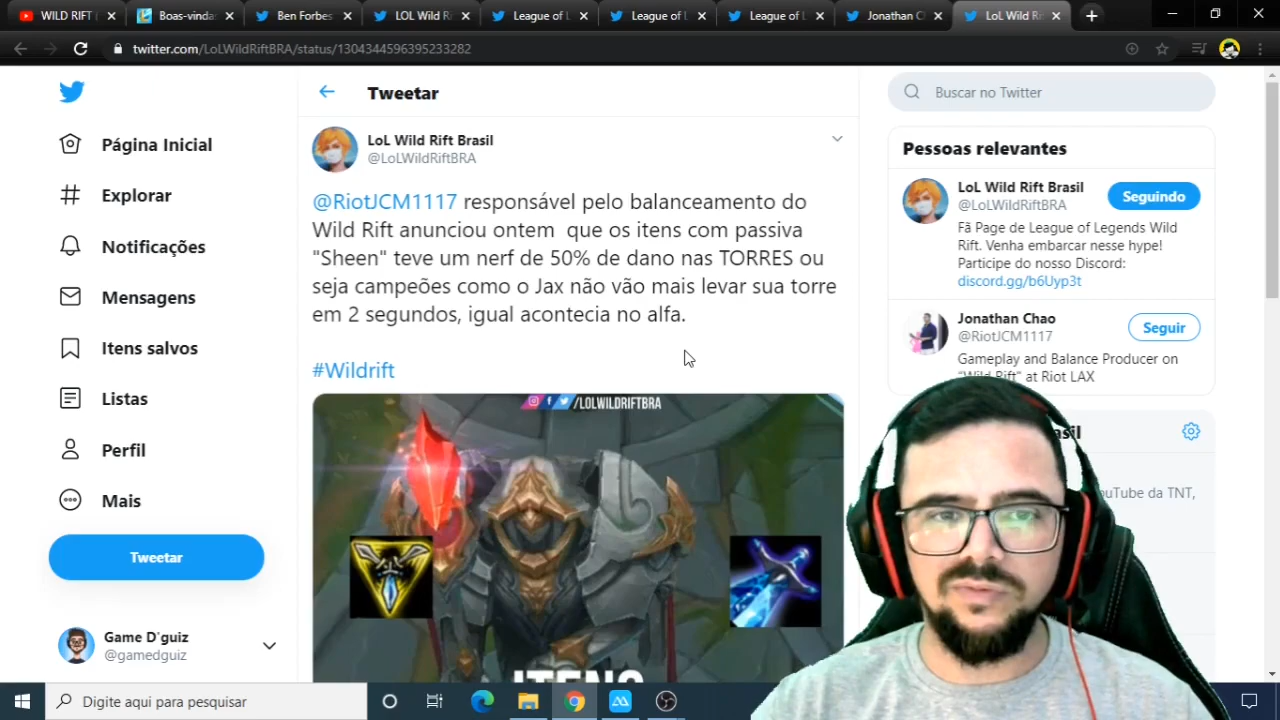 WILD RIFT
Boas-vinda
Ben Forbes
LOL Wild R
League of L
League of L
League of L
Jonathan C
LoL Wild Ri
twitter.com/LoLWildRiftBRA/status/1304344596395233282
Página Inicial
Explorar
Notificações
Mensagens
Itens salvos
Listas
Perfil
Mais
Tweetar
Game D'guiz
@gamedguiz
Tweetar
LoL Wild Rift Brasil
@LoLWildRiftBRA
@RiotJCM1117 responsável pelo balanceamento do
Wild Rift anunciou ontem que os itens com passiva
"Sheen" teve um nerf de 50% de dano nas TORRES ou
seja campeões como o Jax não vão mais levar sua torre
em 2 segundos, igual acontecia no alfa.
#Wildrift
/LOLWILDRIFTBRA
ITENS
Buscar no Twitter
Pessoas relevantes
LoL Wild Rift Brasil
@LoLWildRiftBRA
Seguindo
Fã Page de League of Legends Wild
Rift. Venha embarcar nesse hype!
Participe do nosso Discord:
discord.gg/b6Uyp3t
Jonathan Chao
@RiotJCM1117
Seguir
Gameplay and Balance Producer on
"Wild Rift" at Riot LAX
asil
ouTube da TNT,
Digite aqui para pesquisar